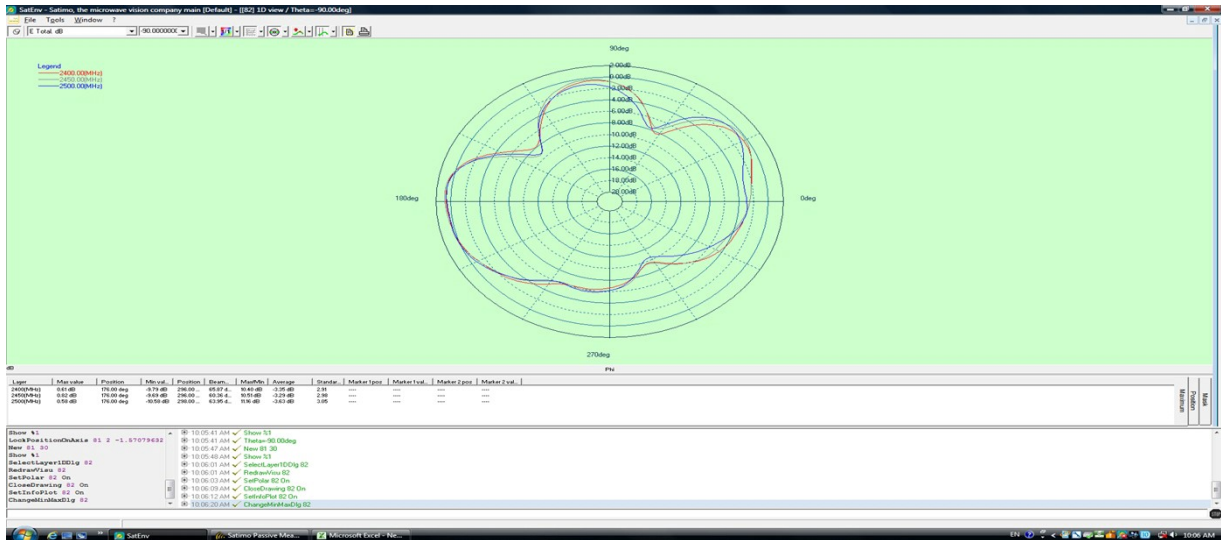 SatEnv - Satimo, the microwave vision company main [Default] - [[82] 1D view / Theta=-90.00deg]
File Tools Window ?
E Total dB -90.000000
90deg
Legend
2400.00(MHz)
2450.00(MHz)
2500.00(MHz)
2.00dB
0.00dB
-2.00dB
-4.00dB
-6.00dB
-8.00dB
-10.00dB
-12.00dB
-14.00dB
-16.00dB
-18.00dB
-20.00dB
180deg
0deg
270deg
dB
Phi
Layer Max value Position Min val... Position Beam... Max/Min Average Standar... Marker 1 pos Marker 1 val... Marker 2 pos Marker 2 val...
2400(MHz) 0.61 dB 176.00 deg -9.79 dB 296.00 ... 65.87 d... 10.40 dB -3.35 dB 2.91 ---- ---- ---- ----
2450(MHz) 0.82 dB 176.00 deg -9.69 dB 296.00 ... 60.36 d... 10.51 dB -3.29 dB 2.98 ---- ---- ---- ----
2500(MHz) 0.58 dB 176.00 deg -10.58 dB 298.00 ... 63.95 d... 11.16 dB -3.63 dB 3.05 ---- ---- ---- ----
Maximum
Position
Mask
Show %1
LockPositionOnAxis 81 2 -1.57079632
New 81 30
Show %1
SelectLayer1DDlg 82
RedrawVisu 82
SetPolar 82 On
CloseDrawing 82 On
SetInfoPlot 82 On
ChangeMinMaxDlg 82
10:05:41 AM Show %1
10:05:41 AM Theta=-90.00deg
10:05:47 AM New 81 30
10:05:48 AM Show %1
10:06:01 AM SelectLayer1DDlg 82
10:06:01 AM RedrawVisu 82
10:06:03 AM SetPolar 82 On
10:06:09 AM CloseDrawing 82 On
10:06:12 AM SetInfoPlot 82 On
10:06:20 AM ChangeMinMaxDlg 82
SatEnv
Satimo Passive Mea...
Microsoft Excel - Ne...
EN
10:06 AM